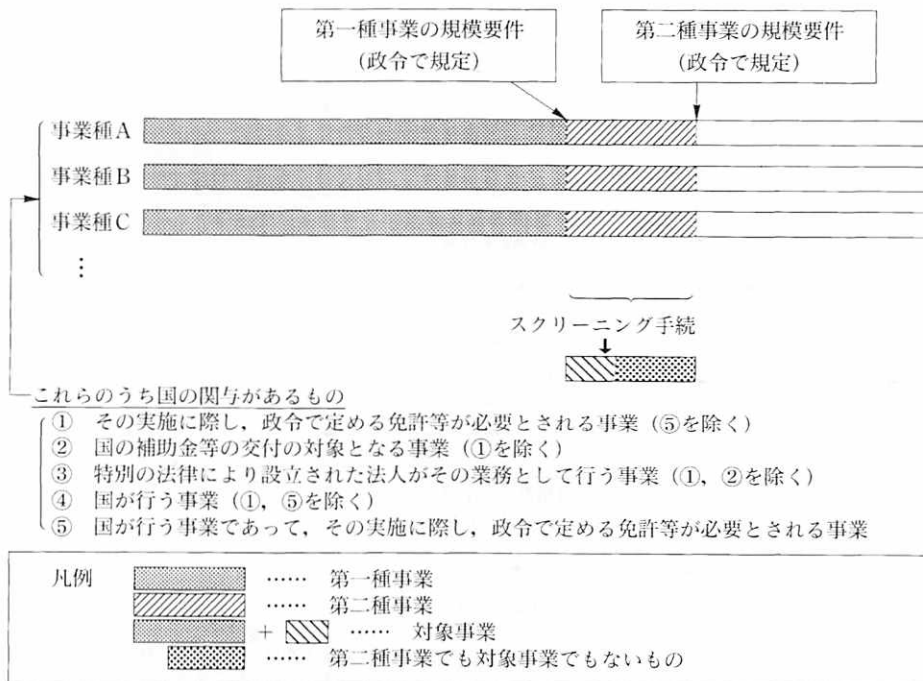 第一種事業の規模要件
(政令で規定)
第二種事業の規模要件
(政令で規定)
事業種A
事業種B
事業種C
⋮
スクリーニング手続
これらのうち国の関与があるもの
① その実施に際し，政令で定める免許等が必要とされる事業（⑤を除く）
② 国の補助金等の交付の対象となる事業（①を除く）
③ 特別の法律により設立された法人がその業務として行う事業（①，②を除く）
④ 国が行う事業（①，⑤を除く）
⑤ 国が行う事業であって，その実施に際し，政令で定める免許等が必要とされる事業
凡例
…… 第一種事業
…… 第二種事業
+ …… 対象事業
…… 第二種事業でも対象事業でもないもの